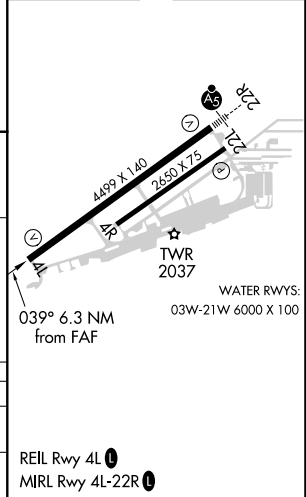 A5
22R
V
22L
4499 X 140
2650 X 75
P
4R
V
4L
TWR
2037
WATER RWYS:
03W-21W 6000 X 100
039° 6.3 NM
from FAF
REIL Rwy 4L L
MIRL Rwy 4L-22R L